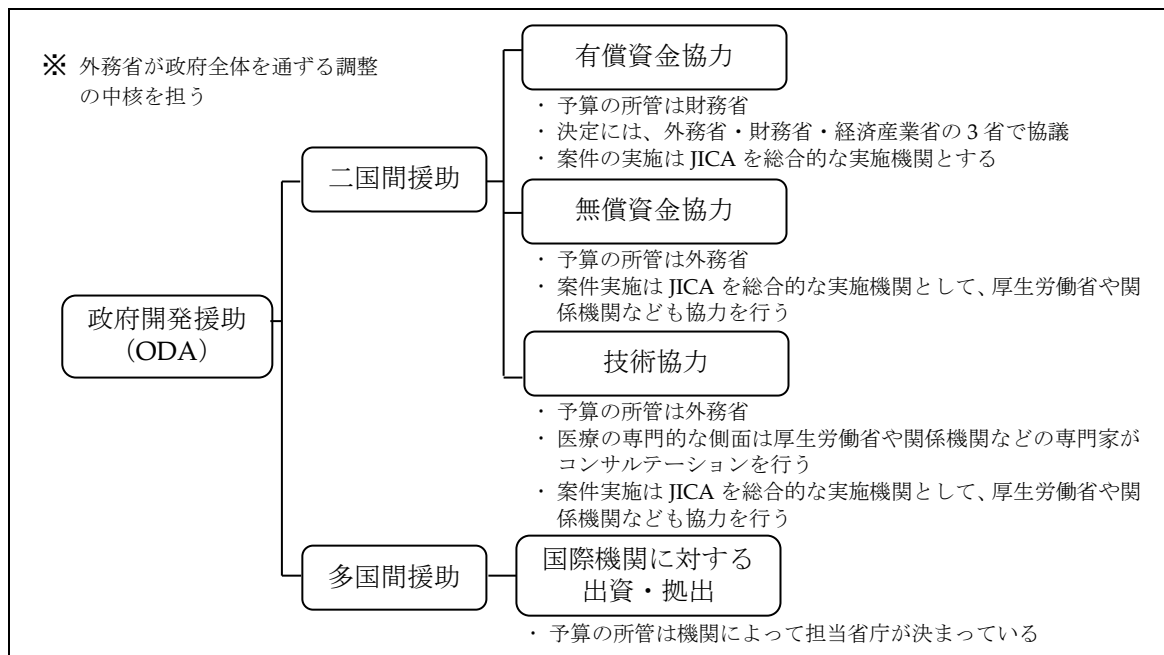 ※ 外務省が政府全体を通ずる調整
の中核を担う
有償資金協力
・ 予算の所管は財務省
・ 決定には、外務省・財務省・経済産業省の 3 省で協議
・ 案件の実施は JICA を総合的な実施機関とする
二国間援助
無償資金協力
・ 予算の所管は外務省
・ 案件実施は JICA を総合的な実施機関として、厚生労働省や関
係機関なども協力を行う
政府開発援助
(ODA)
技術協力
・ 予算の所管は外務省
・ 医療の専門的な側面は厚生労働省や関係機関などの専門家が
コンサルテーションを行う
・ 案件実施は JICA を総合的な実施機関として、厚生労働省や関
係機関なども協力を行う
多国間援助
国際機関に対する
出資・拠出
・ 予算の所管は機関によって担当省庁が決まっている